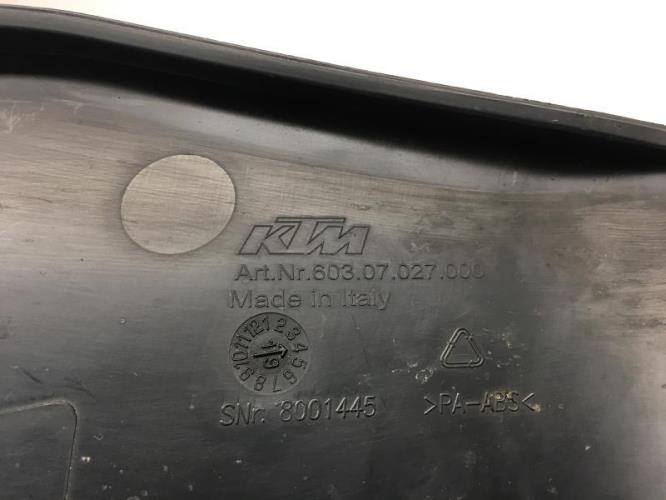 KTM
Art.Nr.603.07.027.000
Made in Italy
1 2 3 4 5 6 7 8 9 10 11 12
19
SNr. 8001445
>PA-ABS<